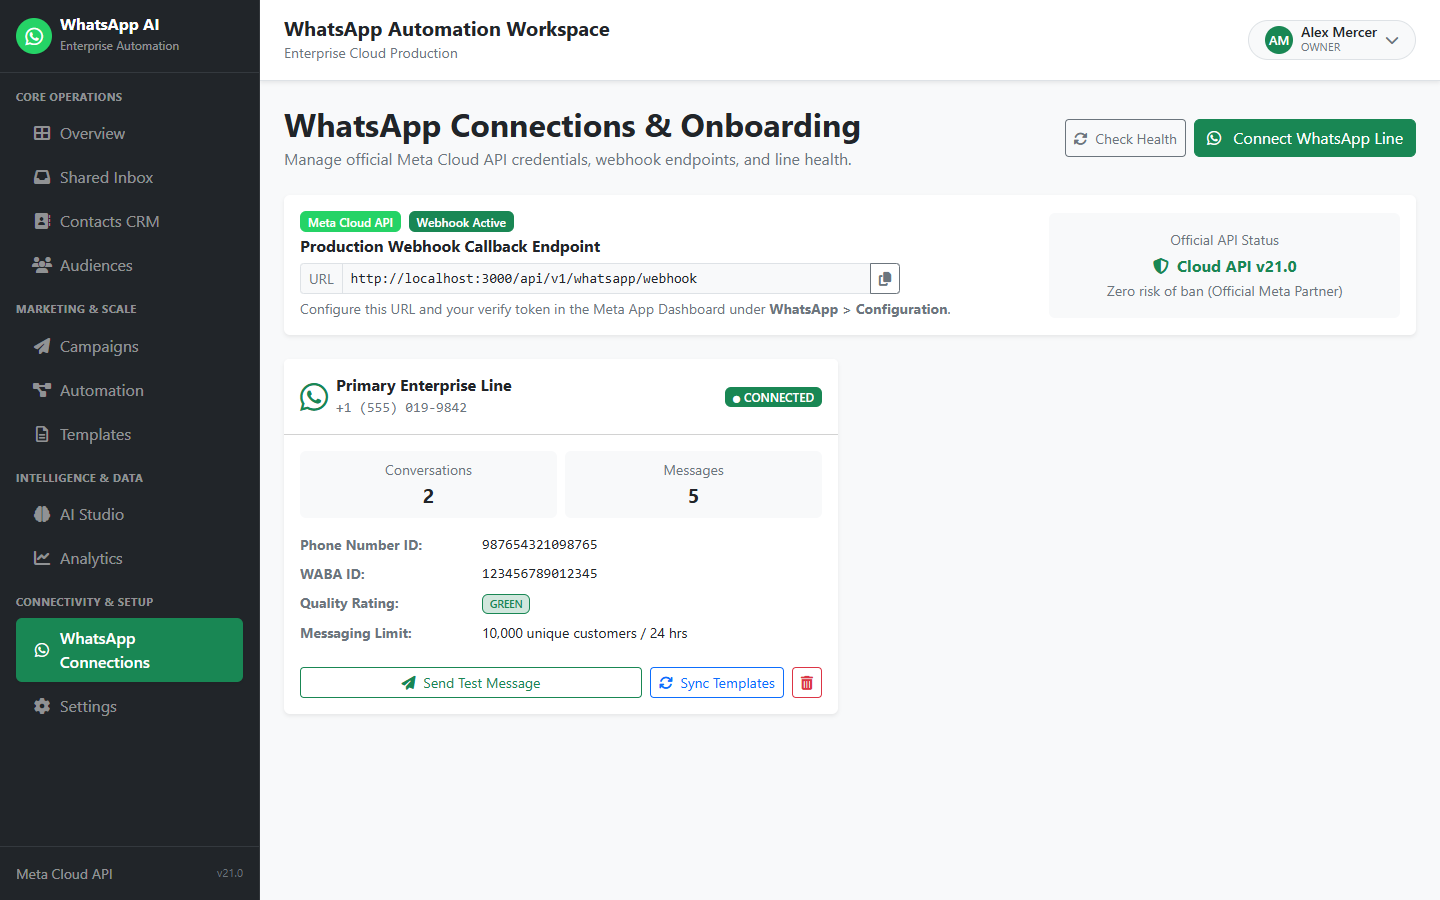 WhatsApp AI
Enterprise Automation
CORE OPERATIONS
Overview
Shared Inbox
Contacts CRM
Audiences
MARKETING & SCALE
Campaigns
Automation
Templates
INTELLIGENCE & DATA
AI Studio
Analytics
CONNECTIVITY & SETUP
WhatsApp
Connections
Settings
Meta Cloud API v21.0
WhatsApp Automation Workspace
Enterprise Cloud Production
AM
Alex Mercer
OWNER
WhatsApp Connections & Onboarding
Manage official Meta Cloud API credentials, webhook endpoints, and line health.
Check Health
Connect WhatsApp Line
Meta Cloud API Webhook Active
Production Webhook Callback Endpoint
URL http://localhost:3000/api/v1/whatsapp/webhook
Configure this URL and your verify token in the Meta App Dashboard under WhatsApp > Configuration.
Official API Status
Cloud API v21.0
Zero risk of ban (Official Meta Partner)
Primary Enterprise Line
+1 (555) 019-9842
CONNECTED
Conversations
2
Messages
5
Phone Number ID: 987654321098765
WABA ID: 123456789012345
Quality Rating: GREEN
Messaging Limit: 10,000 unique customers / 24 hrs
Send Test Message
Sync Templates